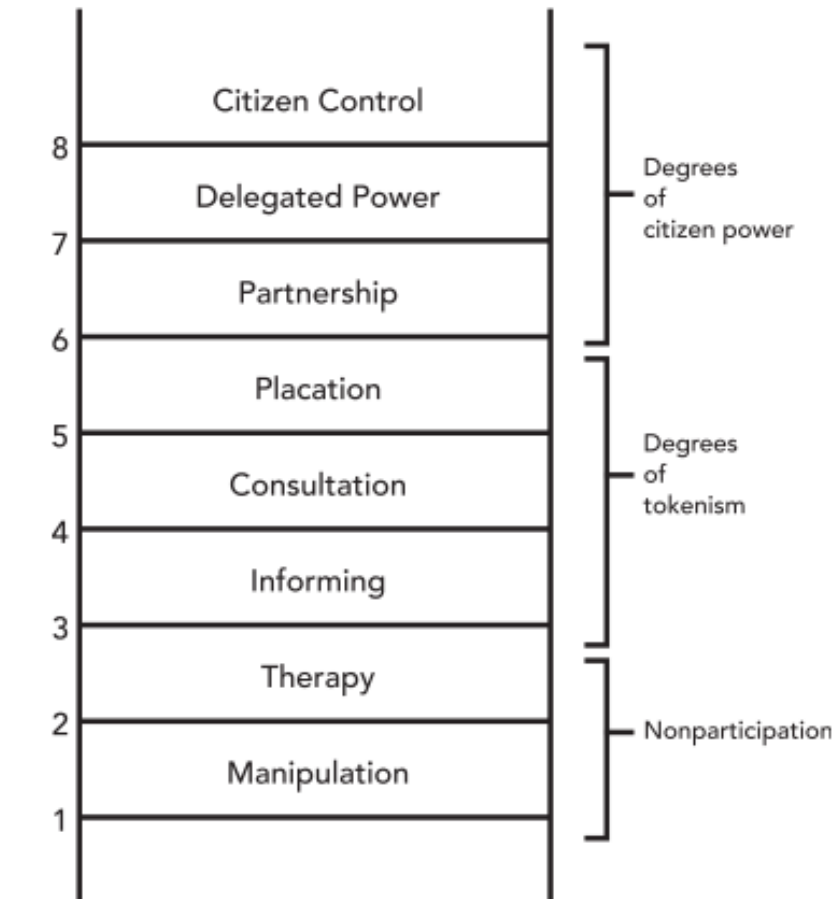 Citizen Control
8
Delegated Power
7
Partnership
6
Placation
5
Consultation
4
Informing
3
Therapy
2
Manipulation
1
Degrees
of
citizen power
Degrees
of
tokenism
Nonparticipation